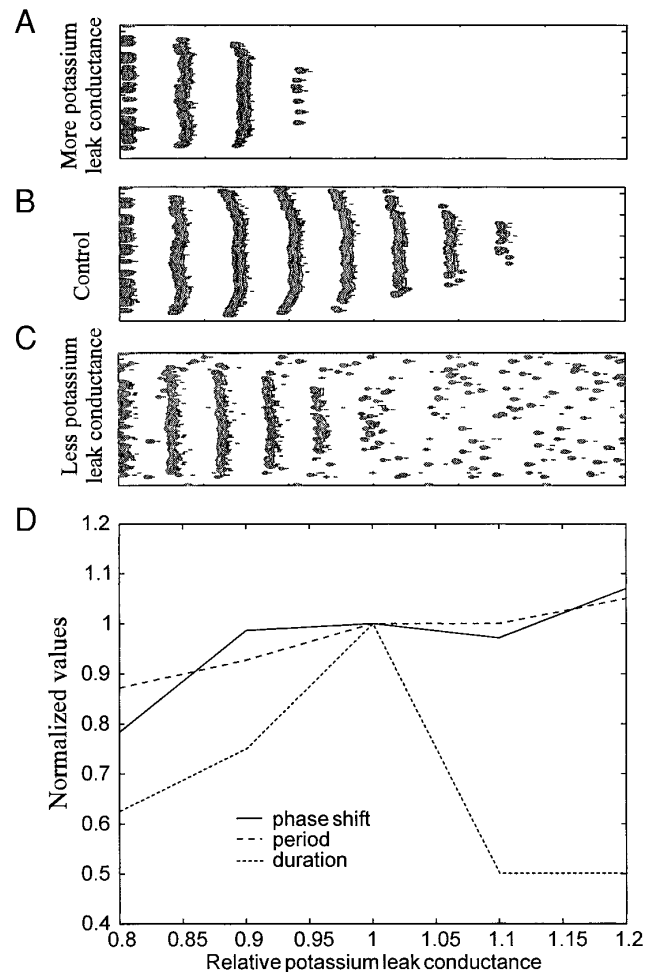 A
More potassium
leak conductance
B
Control
C
Less potassium
leak conductance
D
1.2
1.1
1
0.9
0.8
0.7
0.6
0.5
0.4
Normalized values
phase shift
period
duration
0.8
0.85
0.9
0.95
1
1.05
1.1
1.15
1.2
Relative potassium leak conductance